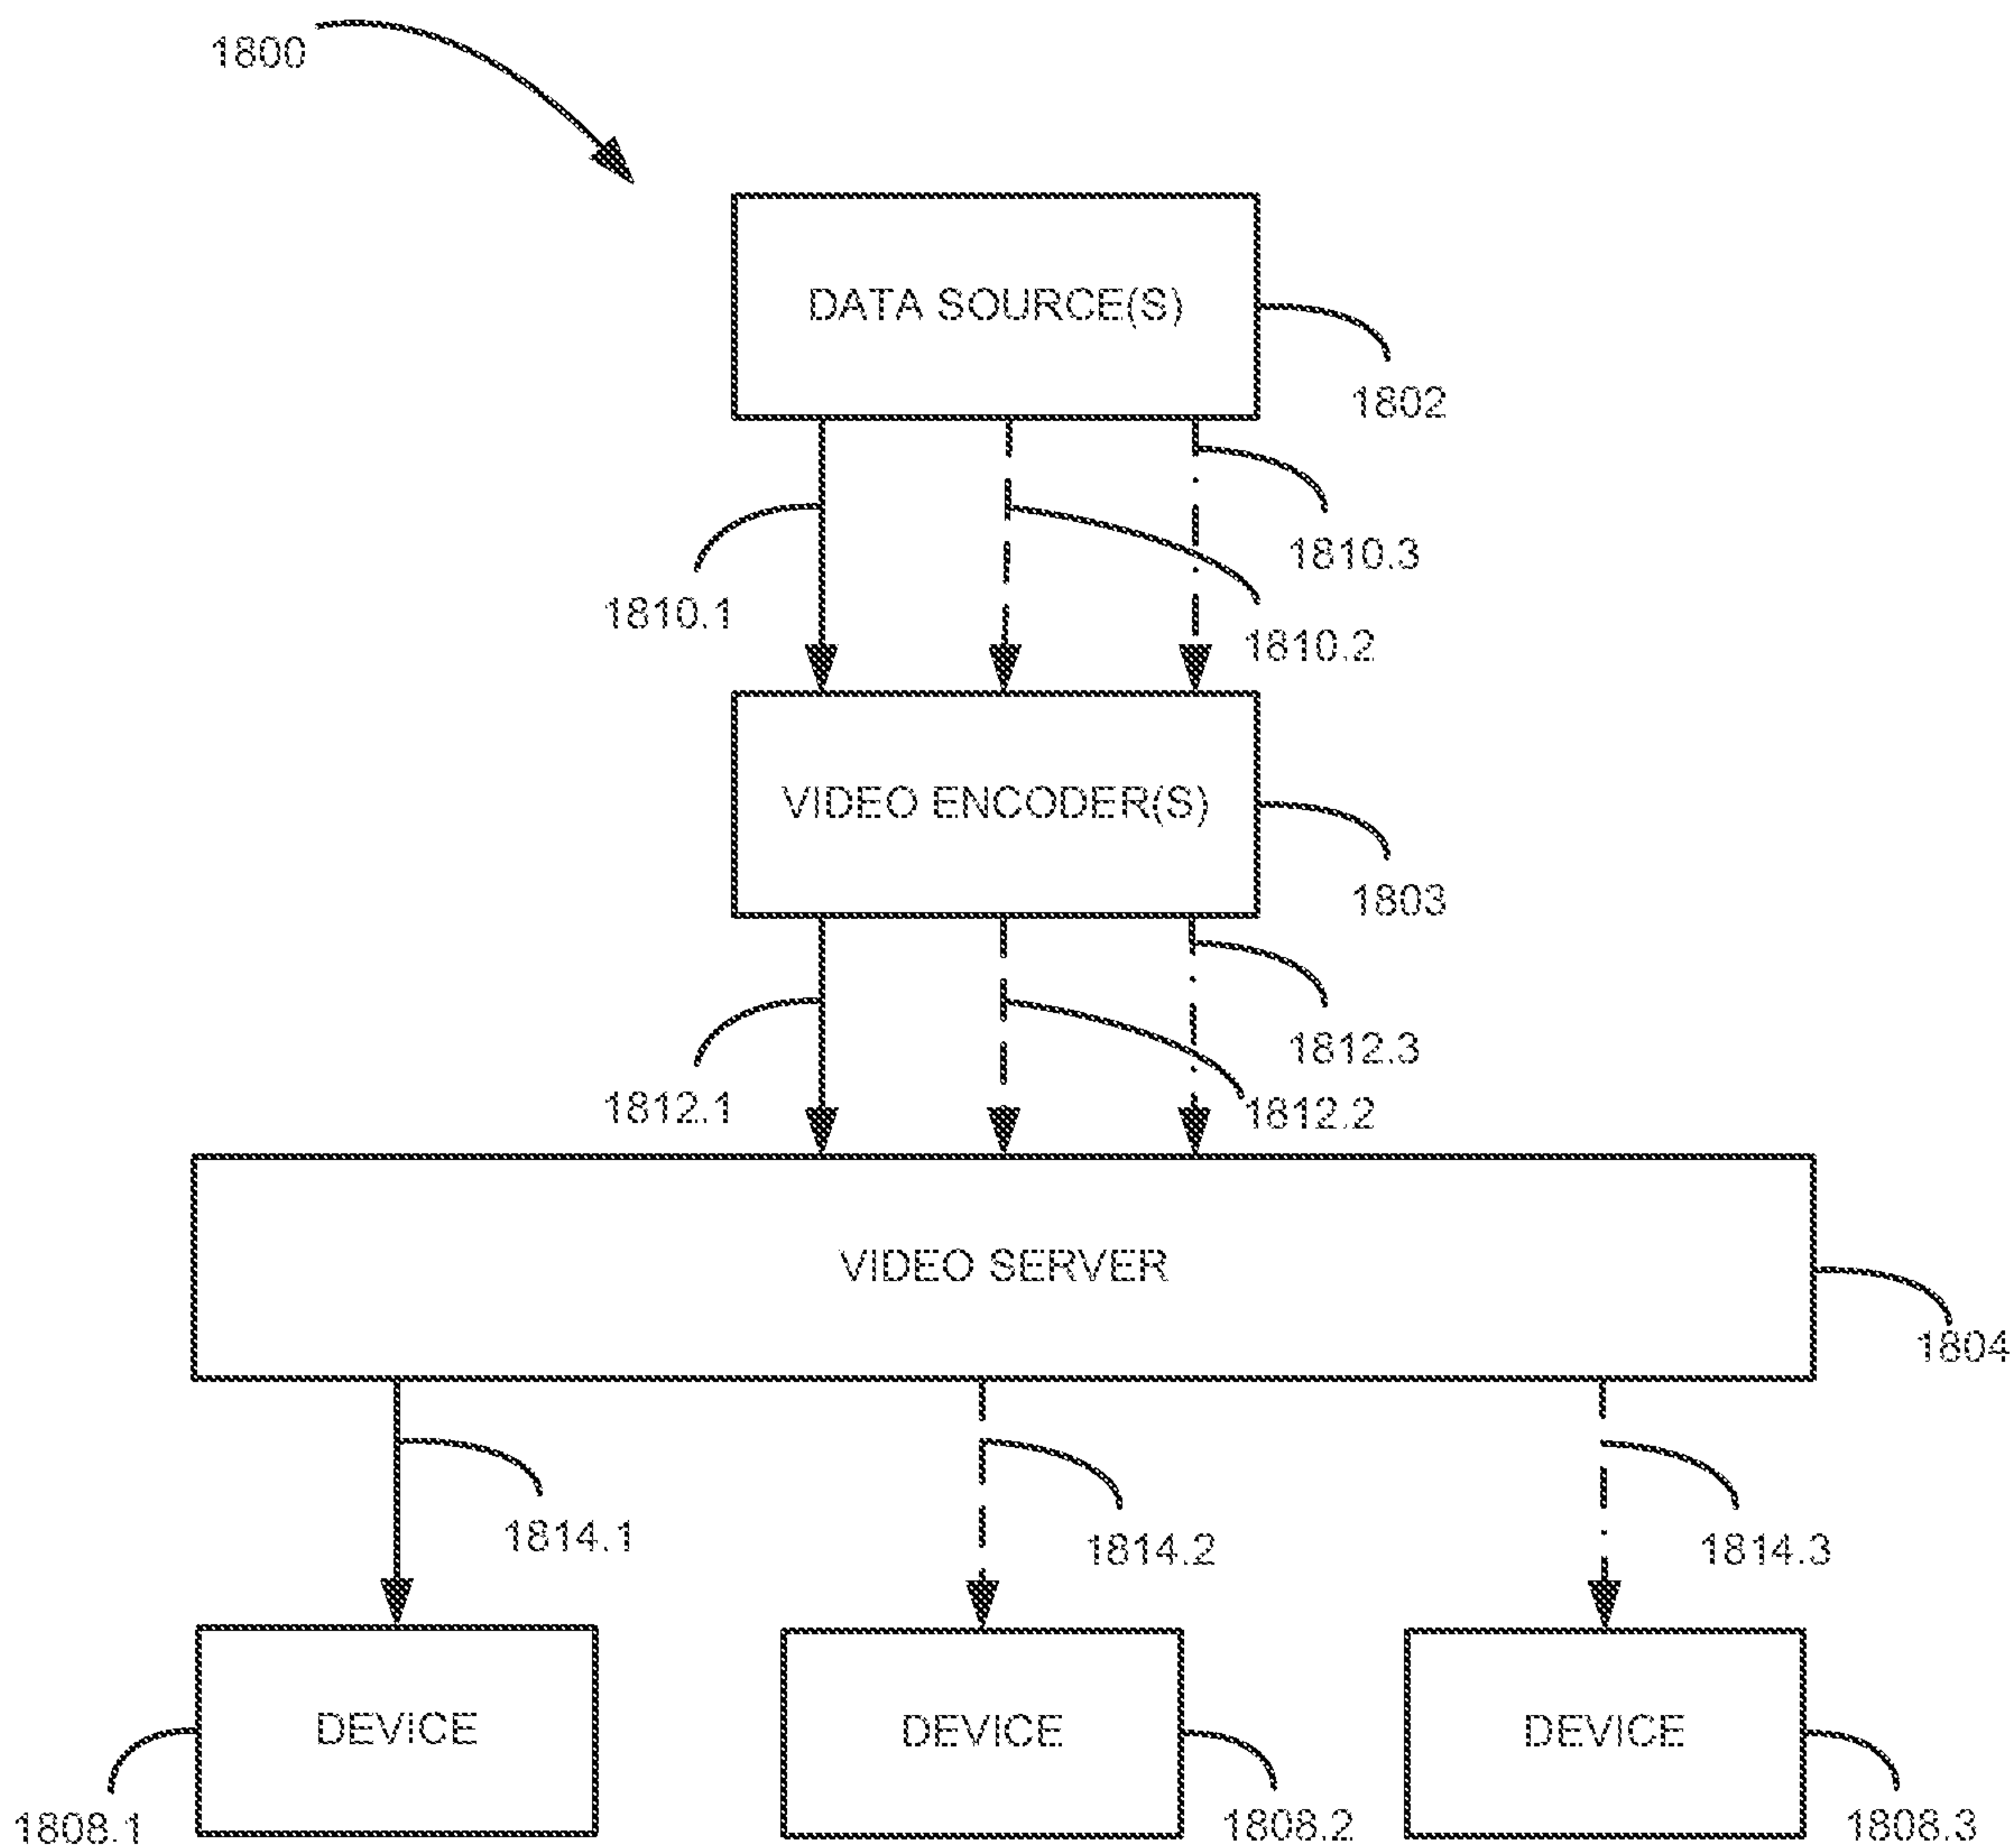 1800
DATA SOURCE(S)
1802
1810.3
1810.1
1810.2
VIDEO ENCODER(S)
1803
1812.3
1812.1
1812.2
VIDEO SERVER
1804
1814.1
1814.2
1814.3
DEVICE
DEVICE
DEVICE
1808.1
1808.2
1808.3